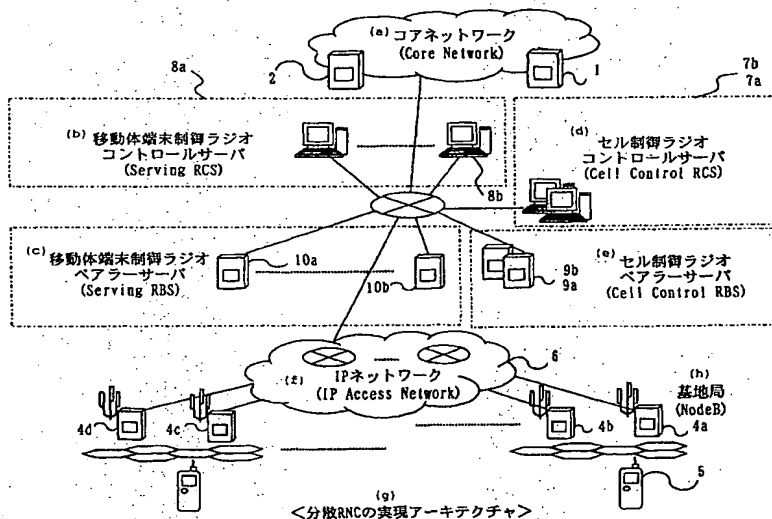 (a) コアネットワーク
(Core Network)
2
1
8a
7b
7a
(b) 移動体端末制御ラジオ
コントロールサーバ
(Serving RCS)
8b
(d)
セル制御ラジオ
コントロールサーバ
(Cell Control RCS)
(c) 移動体端末制御ラジオ
ベアラーサーバ
(Serving RBS)
10a
10b
9b
9a
(e)
セル制御ラジオ
ベアラーサーバ
(Cell Control RBS)
6
(f)
IPネットワーク
(IP Access Network)
(h)
基地局
(NodeB)
4d
4c
4b
4a
5
(g)
<分散RNCの実現アーキテクチャ>